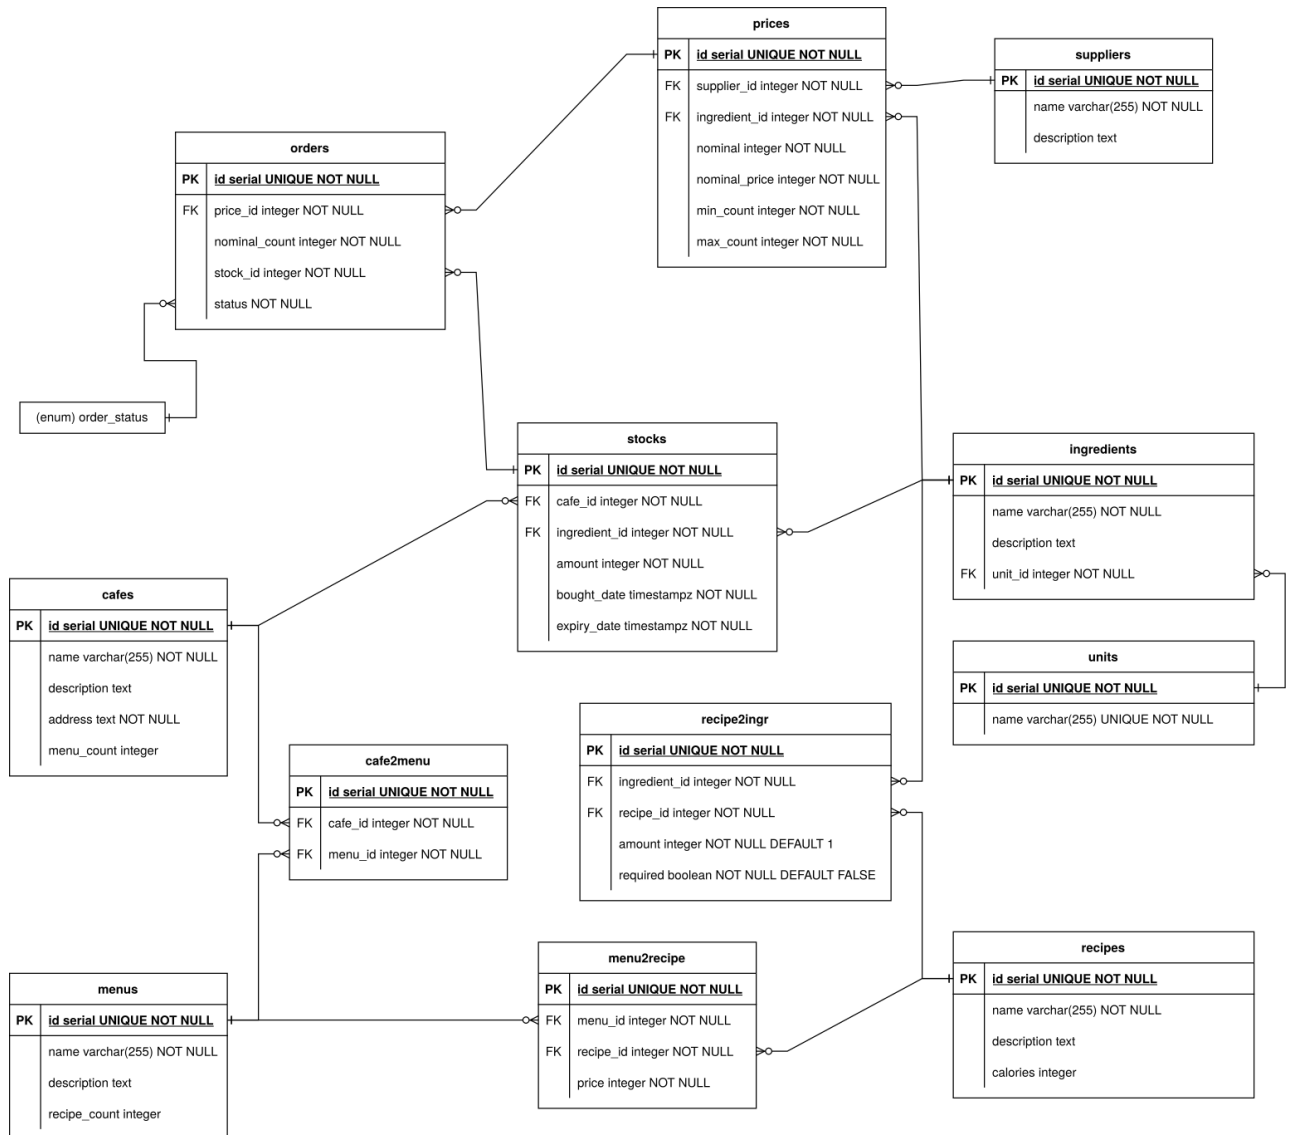 prices
PK id serial UNIQUE NOT NULL
FK supplier_id integer NOT NULL
FK ingredient_id integer NOT NULL
nominal integer NOT NULL
nominal_price integer NOT NULL
min_count integer NOT NULL
max_count integer NOT NULL
suppliers
PK id serial UNIQUE NOT NULL
name varchar(255) NOT NULL
description text
orders
PK id serial UNIQUE NOT NULL
FK price_id integer NOT NULL
nominal_count integer NOT NULL
stock_id integer NOT NULL
status NOT NULL
(enum) order_status
stocks
PK id serial UNIQUE NOT NULL
FK cafe_id integer NOT NULL
FK ingredient_id integer NOT NULL
amount integer NOT NULL
bought_date timestampz NOT NULL
expiry_date timestampz NOT NULL
ingredients
PK id serial UNIQUE NOT NULL
name varchar(255) NOT NULL
description text
FK unit_id integer NOT NULL
cafes
PK id serial UNIQUE NOT NULL
name varchar(255) NOT NULL
description text
address text NOT NULL
menu_count integer
units
PK id serial UNIQUE NOT NULL
name varchar(255) UNIQUE NOT NULL
recipe2ingr
PK id serial UNIQUE NOT NULL
FK ingredient_id integer NOT NULL
FK recipe_id integer NOT NULL
amount integer NOT NULL DEFAULT 1
required boolean NOT NULL DEFAULT FALSE
cafe2menu
PK id serial UNIQUE NOT NULL
FK cafe_id integer NOT NULL
FK menu_id integer NOT NULL
menu2recipe
PK id serial UNIQUE NOT NULL
FK menu_id integer NOT NULL
FK recipe_id integer NOT NULL
price integer NOT NULL
recipes
PK id serial UNIQUE NOT NULL
name varchar(255) NOT NULL
description text
calories integer
menus
PK id serial UNIQUE NOT NULL
name varchar(255) NOT NULL
description text
recipe_count integer